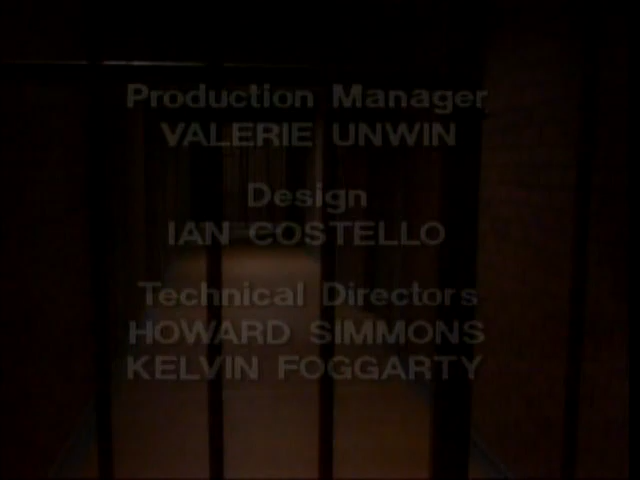 Production Manager
VALERIE UNWIN
Design
IAN COSTELLO
Technical Directors
HOWARD SIMMONS
KELVIN FOGGARTY